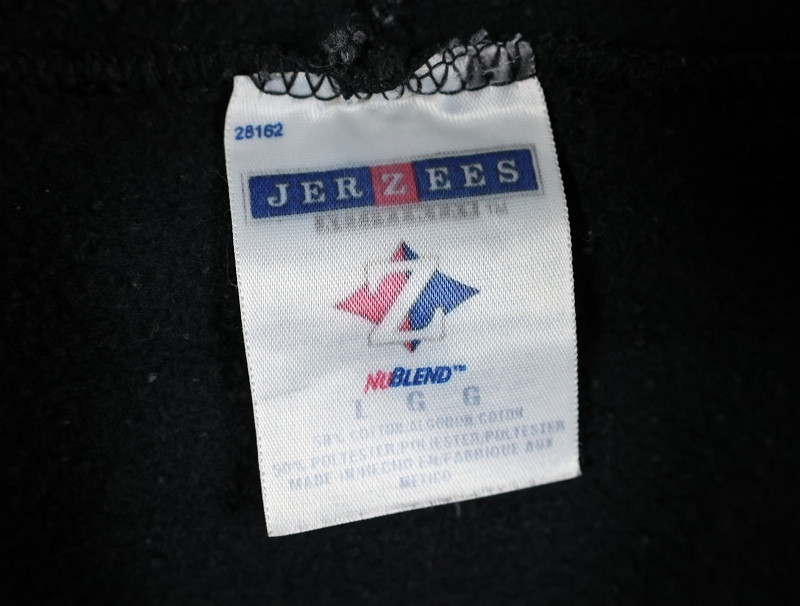 28162
JERZEES
Z
NUBLEND™
L G G
50% COTTON/ALGODON/COTON
50% POLYESTER/POLIESTER/POLYESTER
MADE IN/HECHO EN/FABRIQUE AUX
MEXICO